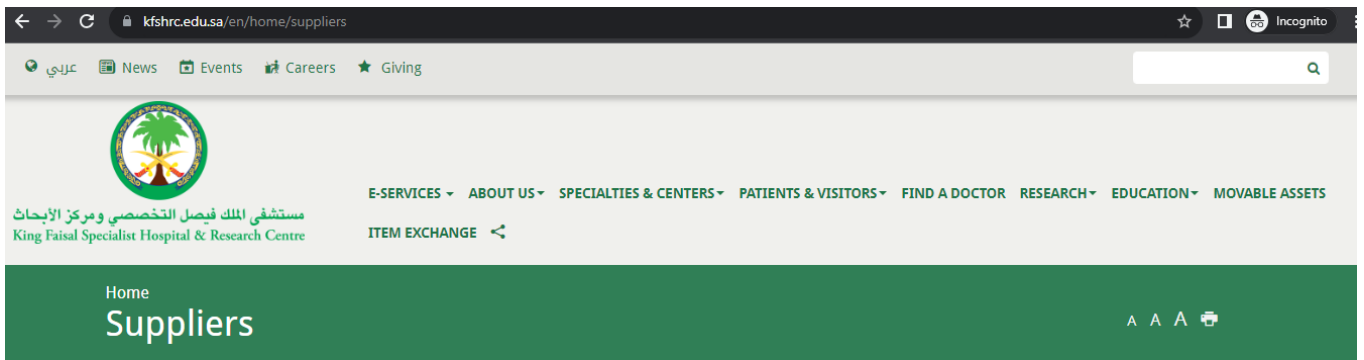 kfshrc.edu.sa/en/home/suppliers
Incognito
عربي News Events Careers Giving
مستشفى الملك فيصل التخصصي ومركز الأبحاث
King Faisal Specialist Hospital & Research Centre
E-SERVICES ABOUT US SPECIALTIES & CENTERS PATIENTS & VISITORS FIND A DOCTOR RESEARCH EDUCATION MOVABLE ASSETS
ITEM EXCHANGE
Home
Suppliers
A A A